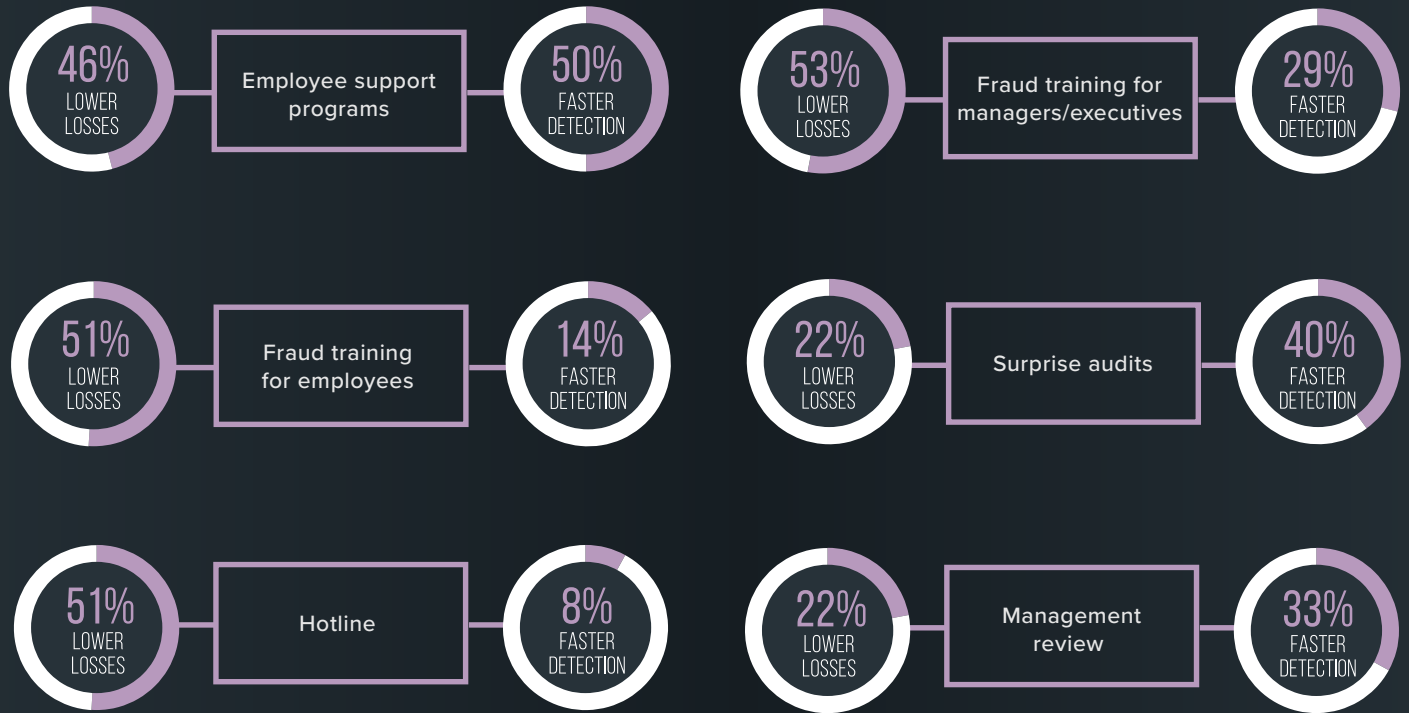 46%
LOWER
LOSSES
Employee support
programs
50%
FASTER
DETECTION
53%
LOWER
LOSSES
Fraud training for
managers/executives
29%
FASTER
DETECTION
51%
LOWER
LOSSES
Fraud training
for employees
14%
FASTER
DETECTION
22%
LOWER
LOSSES
Surprise audits
40%
FASTER
DETECTION
51%
LOWER
LOSSES
Hotline
8%
FASTER
DETECTION
22%
LOWER
LOSSES
Management
review
33%
FASTER
DETECTION